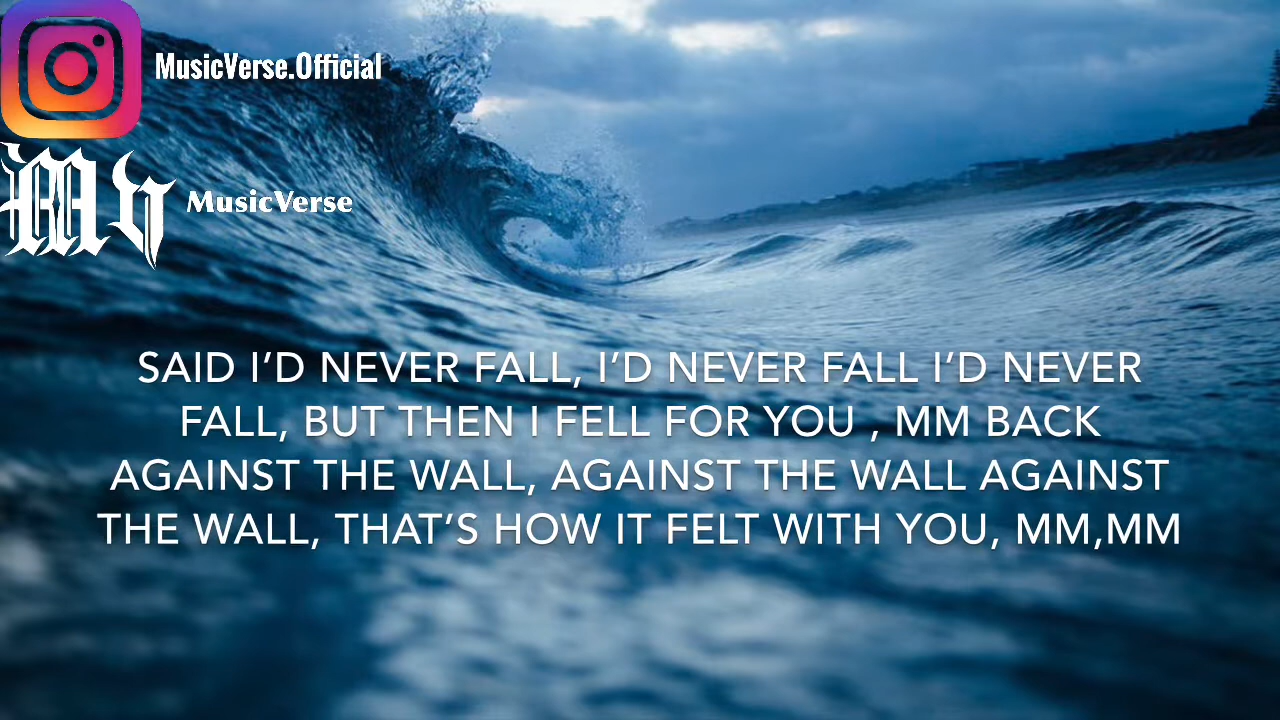 MusicVerse.Official
MV MusicVerse
SAID I’D NEVER FALL, I’D NEVER FALL I’D NEVER
FALL, BUT THEN I FELL FOR YOU , MM BACK
AGAINST THE WALL, AGAINST THE WALL AGAINST
THE WALL, THAT’S HOW IT FELT WITH YOU, MM,MM